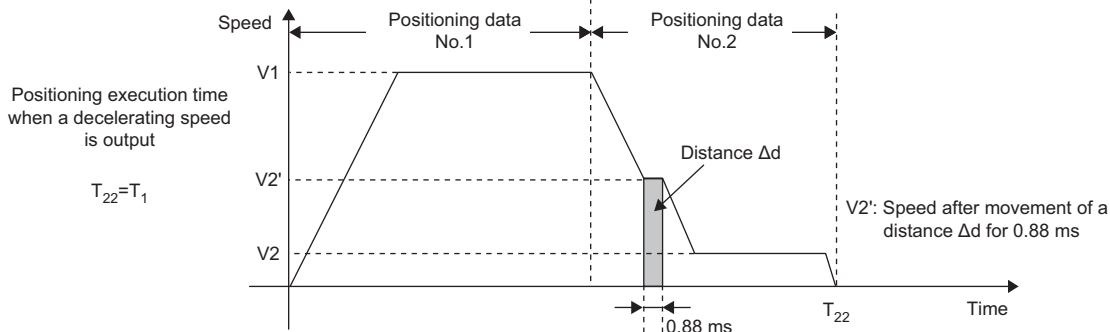 Speed
Positioning data
No.1
Positioning data
No.2
V1
Positioning execution time
when a decelerating speed
is output
T22=T1
Distance Δd
V2'
V2': Speed after movement of a
distance Δd for 0.88 ms
V2
T22
Time
0.88 ms